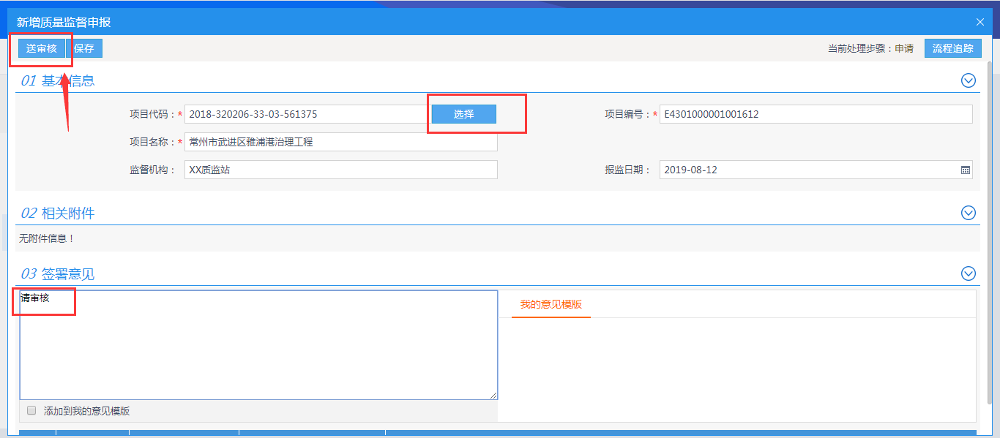 新增质量监督申报
送审核 保存 当前处理步骤：申请 流程追踪
01 基本信息
项目代码：* 2018-320206-33-03-561375 选择 项目编号：* E4301000001001612
项目名称：* 常州市武进区雅浦港治理工程
监督机构： XX质监站 报监日期： 2019-08-12
02 相关附件
无附件信息！
03 签署意见
请审核 我的意见模版
添加到我的意见模版